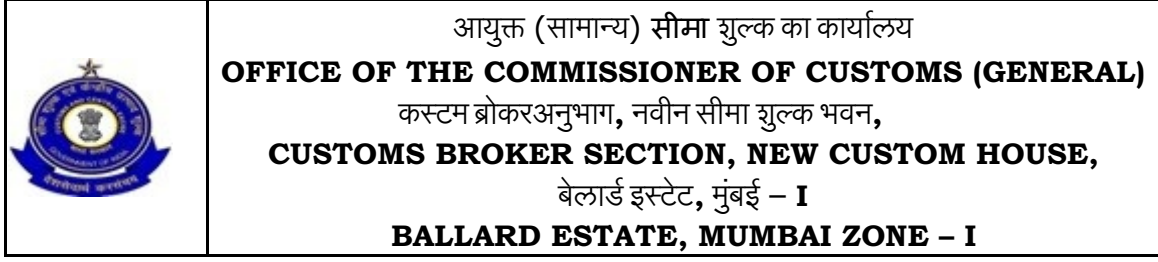 आयुक्त (सामान्य) सीमा शुल्क का कार्यालय
OFFICE OF THE COMMISSIONER OF CUSTOMS (GENERAL)
कस्टम ब्रोकरअनुभाग, नवीन सीमा शुल्क भवन,
CUSTOMS BROKER SECTION, NEW CUSTOM HOUSE,
बेलार्ड इस्टेट, मुंबई – I
BALLARD ESTATE, MUMBAI ZONE – I